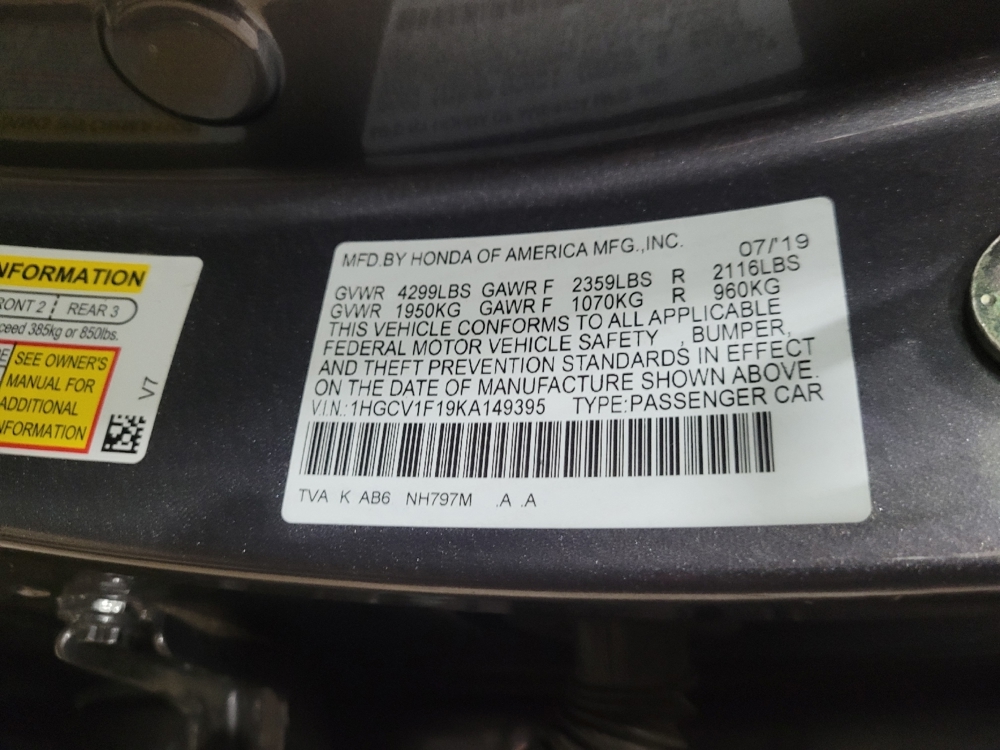 MFD.BY HONDA OF AMERICA MFG.,INC. 07/'19
GVWR 4299LBS GAWR F 2359LBS R 2116LBS
GVWR 1950KG GAWR F 1070KG R 960KG
THIS VEHICLE CONFORMS TO ALL APPLICABLE
FEDERAL MOTOR VEHICLE SAFETY , BUMPER,
AND THEFT PREVENTION STANDARDS IN EFFECT
ON THE DATE OF MANUFACTURE SHOWN ABOVE.
V.I.N.:1HGCV1F19KA149395 TYPE:PASSENGER CAR
TVA K AB6 NH797M .A .A
NFORMATION
RONT 2 REAR 3
ceed 385kg or 850lbs.
RE SEE OWNER'S
MANUAL FOR
ADDITIONAL
NFORMATION
V7